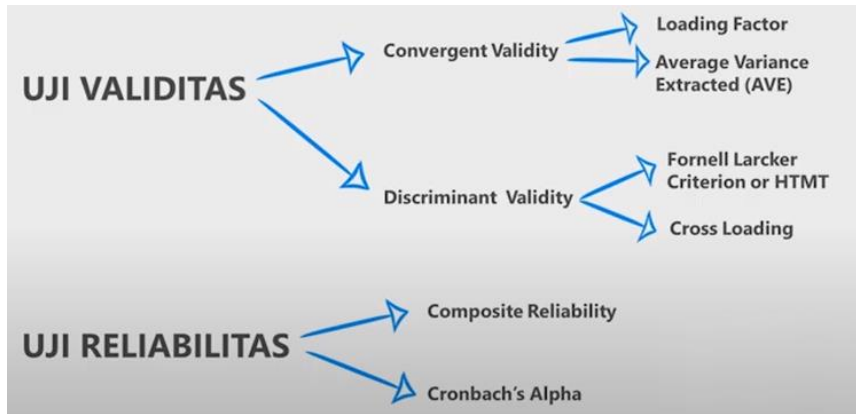 UJI VALIDITAS
Convergent Validity
Loading Factor
Average Variance
Extracted (AVE)
Discriminant Validity
Fornell Larcker
Criterion or HTMT
Cross Loading
UJI RELIABILITAS
Composite Reliability
Cronbach's Alpha